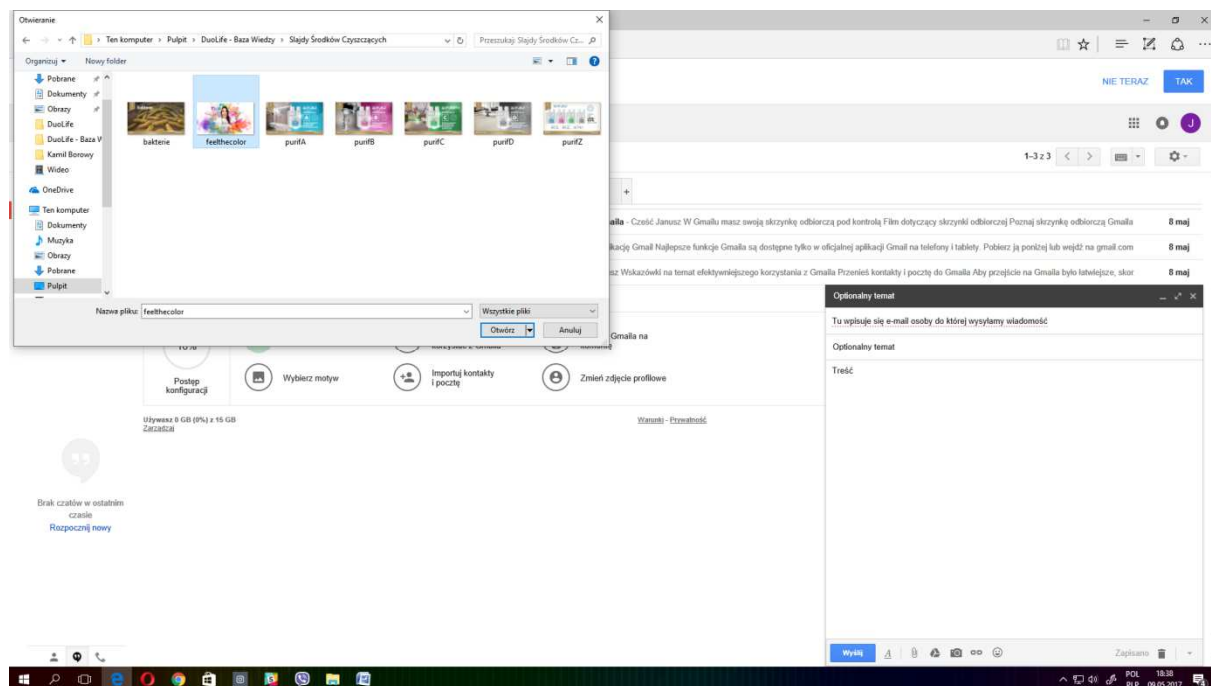 Otwieranie
Ten komputer > Pulpit > DuoLife - Baza Wiedzy > Slajdy Środków Czyszczących
Przeszukaj: Slajdy Środków Cz...
Organizuj Nowy folder
Pobrane
Dokumenty
Obrazy
DuoLife
DuoLife - Baza W
Kamil Borowy
Wideo
OneDrive
Ten komputer
Dokumenty
Muzyka
Obrazy
Pobrane
Pulpit
bakterie feelthecolor purifA purifB purifC purifD purifZ
Nazwa pliku: feelthecolor
Wszystkie pliki
Otwórz Anuluj
NIE TERAZ TAK
J
1–3 z 3
+
aila - Cześć Janusz W Gmailu masz swoją skrzynkę odbiorczą pod kontrolą Film dotyczący skrzynki odbiorczej Poznaj skrzynkę odbiorczą Gmaila 8 maj
ikację Gmail Najlepsze funkcje Gmaila są dostępne tylko w oficjalnej aplikacji Gmail na telefony i tablety. Pobierz ją poniżej lub wejdź na gmail.com 8 maj
sz Wskazówki na temat efektywniejszego korzystania z Gmaila Przenieś kontakty i pocztę do Gmaila Aby przejście na Gmaila było łatwiejsze, skor 8 maj
Gmaila na
Postęp
konfiguracji
Wybierz motyw
Importuj kontakty
i pocztę
Zmień zdjęcie profilowe
Używasz 0 GB (0%) z 15 GB
Zarządzaj
Warunki - Prywatność
Brak czatów w ostatnim
czasie
Rozpocznij nowy
Optionalny temat
Tu wpisuje się e-mail osoby do której wysyłamy wiadomość
Optionalny temat
Treść
Wyślij
Zapisano
POL 18:38
PLP 09.05.2017